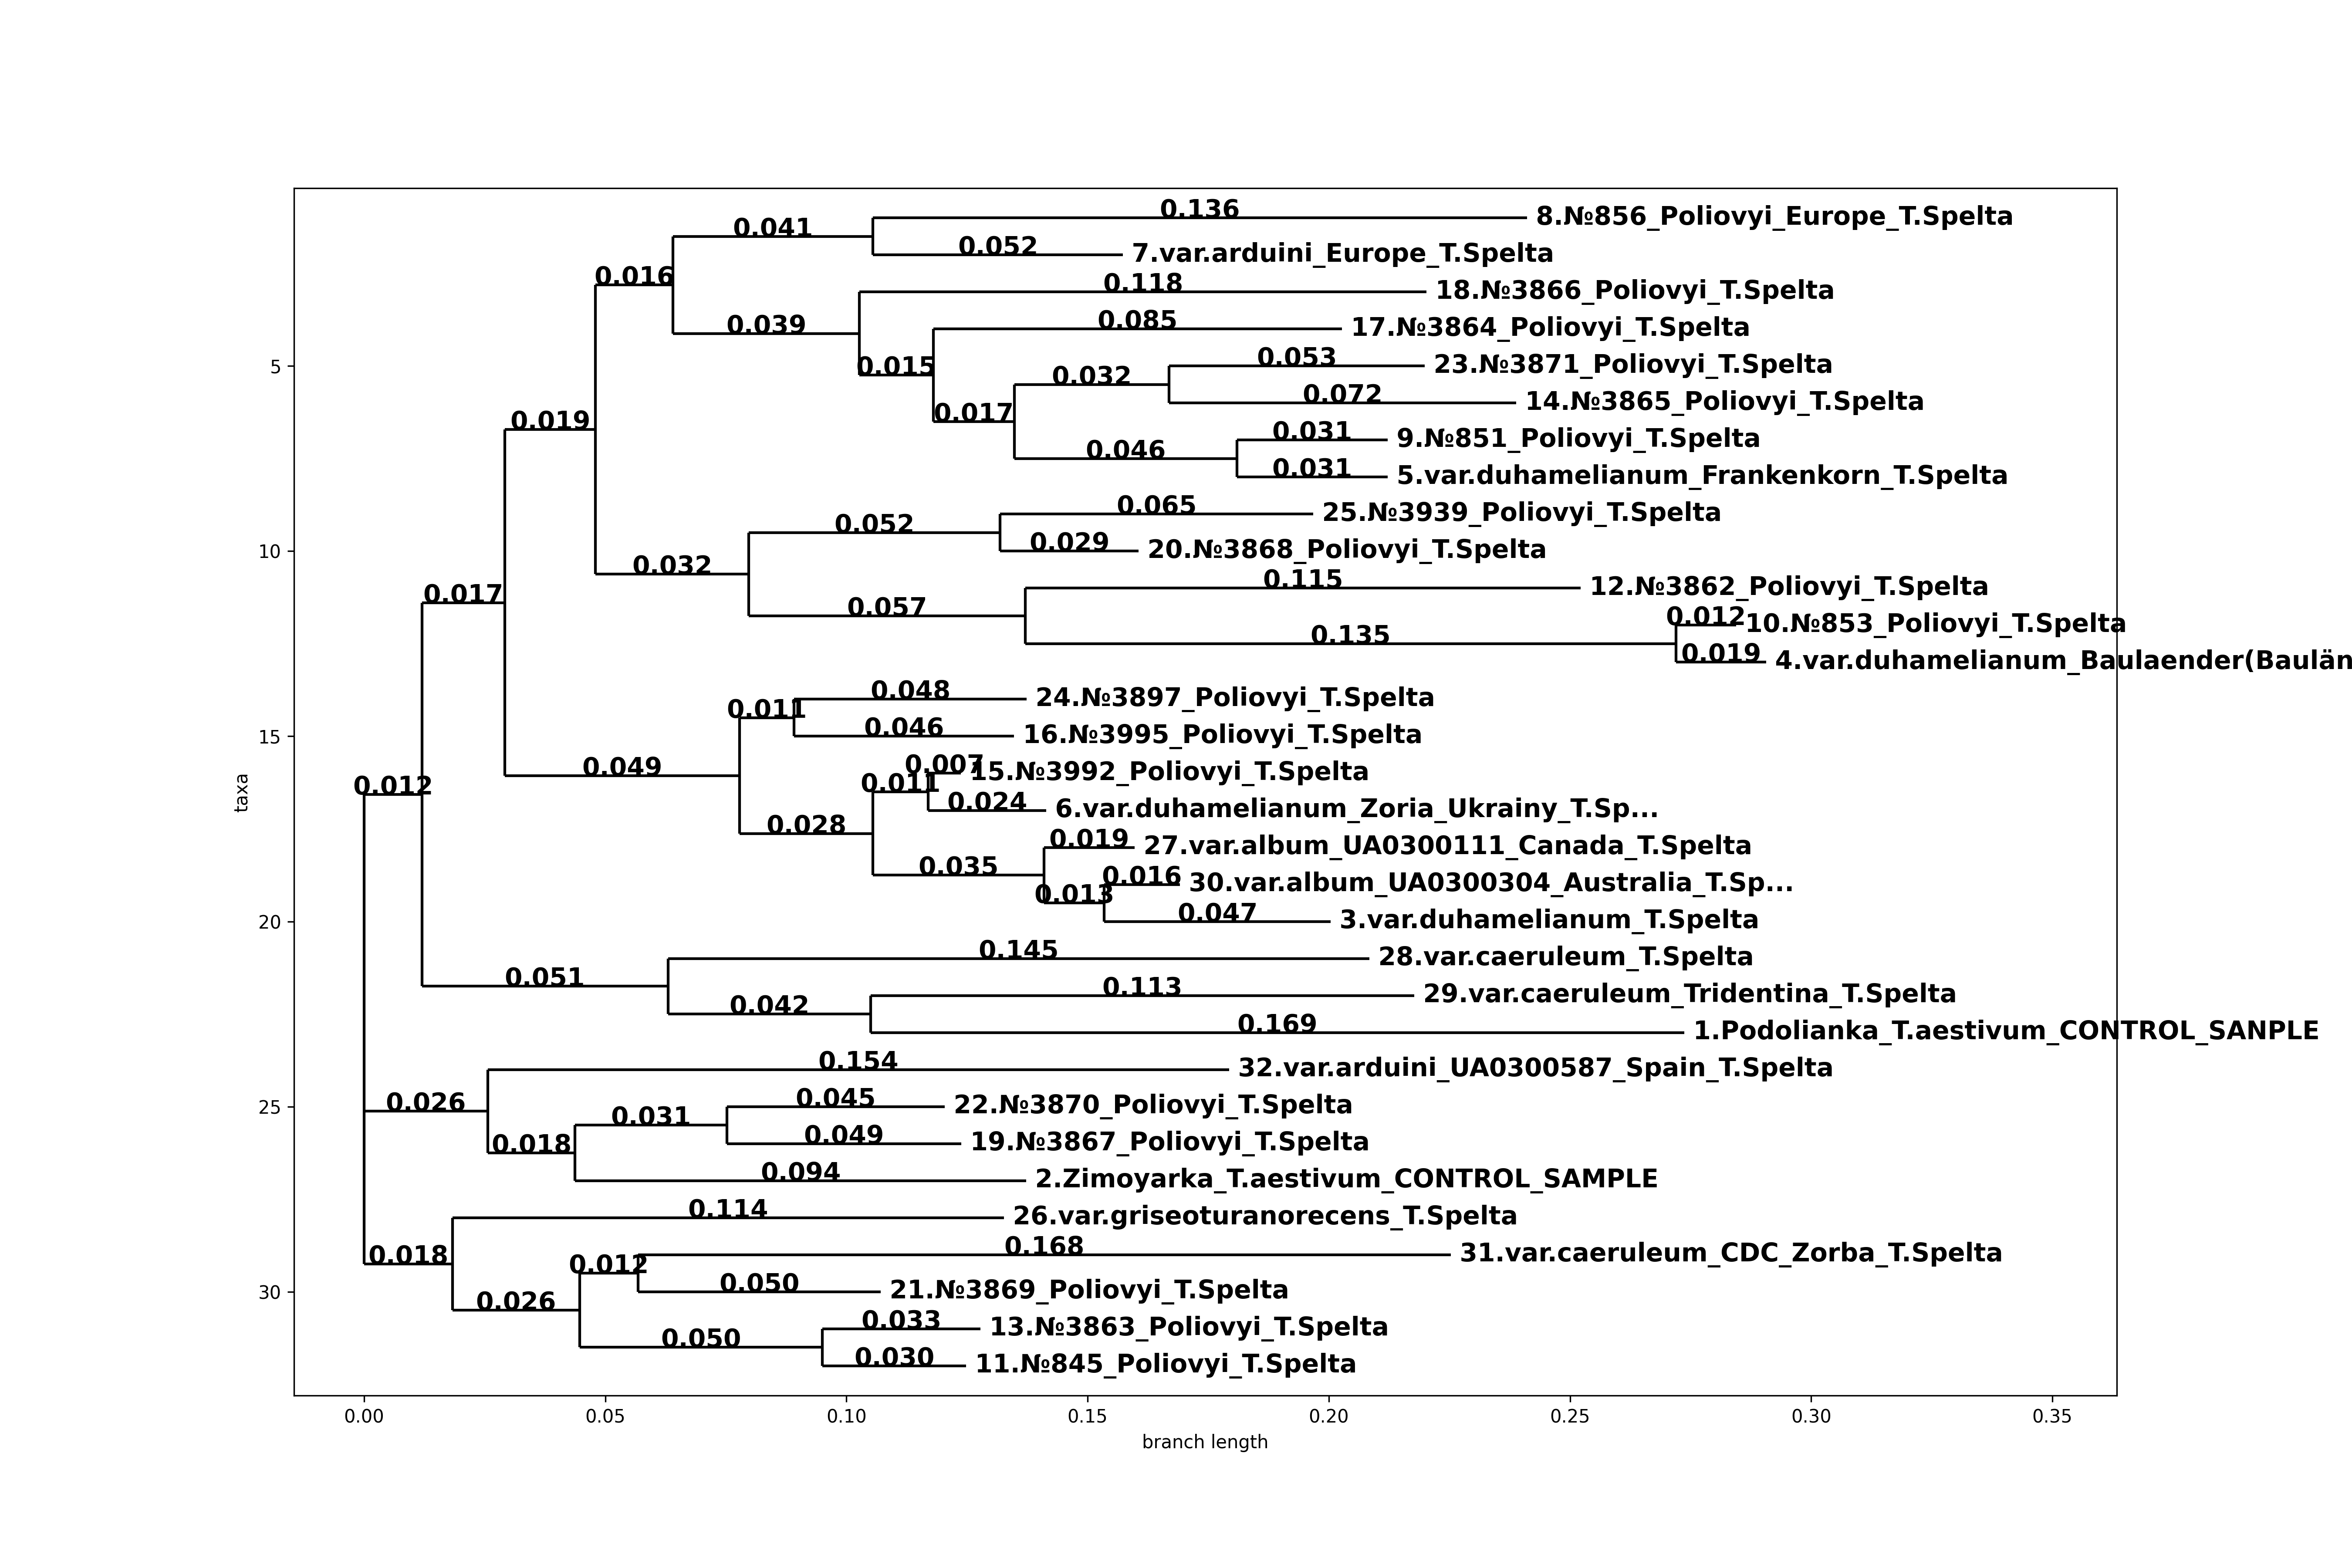 0.136
8.№856_Poliovyi_Europe_T.Spelta
0.041
0.052
7.var.arduini_Europe_T.Spelta
0.016
0.118
18.№3866_Poliovyi_T.Spelta
0.039
0.085
17.№3864_Poliovyi_T.Spelta
0.015
0.053
23.№3871_Poliovyi_T.Spelta
0.032
0.072
14.№3865_Poliovyi_T.Spelta
0.017
0.031
9.№851_Poliovyi_T.Spelta
0.046
0.031
5.var.duhamelianum_Frankenkorn_T.Spelta
0.019
0.065
25.№3939_Poliovyi_T.Spelta
0.052
0.029
20.№3868_Poliovyi_T.Spelta
0.032
0.115
12.№3862_Poliovyi_T.Spelta
0.057
0.012
10.№853_Poliovyi_T.Spelta
0.135
0.019
4.var.duhamelianum_Baulaender(Baulän
0.017
0.048
24.№3897_Poliovyi_T.Spelta
0.011
0.046
16.№3995_Poliovyi_T.Spelta
0.049
0.007
15.№3992_Poliovyi_T.Spelta
0.011
0.024
6.var.duhamelianum_Zoria_Ukrainy_T.Sp...
0.028
0.019
27.var.album_UA0300111_Canada_T.Spelta
0.035
0.016
30.var.album_UA0300304_Australia_T.Sp...
0.013
0.047
3.var.duhamelianum_T.Spelta
0.012
0.145
28.var.caeruleum_T.Spelta
0.051
0.113
29.var.caeruleum_Tridentina_T.Spelta
0.042
0.169
1.Podolianka_T.aestivum_CONTROL_SANPLE
0.154
32.var.arduini_UA0300587_Spain_T.Spelta
0.026
0.045
22.№3870_Poliovyi_T.Spelta
0.031
0.049
19.№3867_Poliovyi_T.Spelta
0.018
0.094
2.Zimoyarka_T.aestivum_CONTROL_SAMPLE
0.114
26.var.griseoturanorecens_T.Spelta
0.018
0.168
31.var.caeruleum_CDC_Zorba_T.Spelta
0.012
0.050
21.№3869_Poliovyi_T.Spelta
0.026
0.033
13.№3863_Poliovyi_T.Spelta
0.050
0.030
11.№845_Poliovyi_T.Spelta
5
10
15
20
25
30
taxa
0.00 0.05 0.10 0.15 0.20 0.25 0.30 0.35
branch length